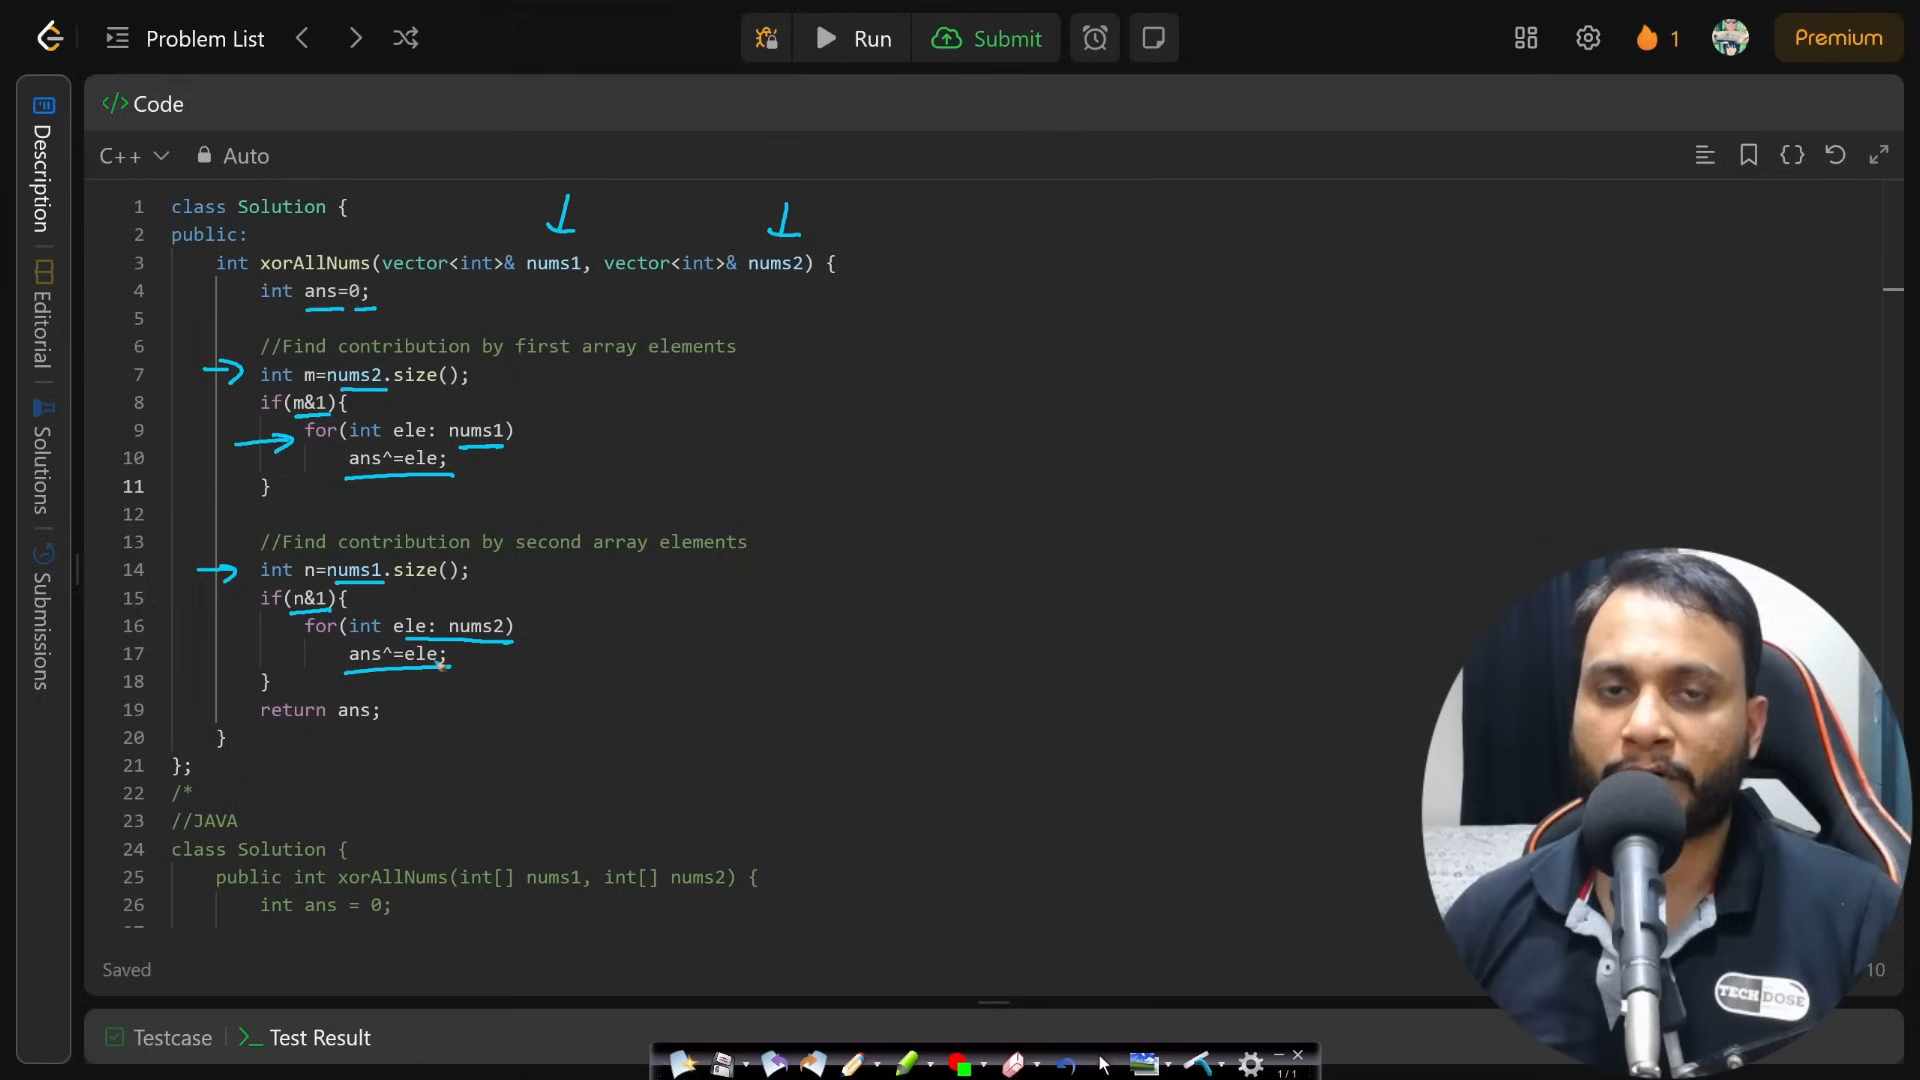 Problem List
Run
Submit
1
Premium
Description
Editorial
Solutions
Submissions
</> Code
C++
Auto
1 class Solution {
2 public:
3 int xorAllNums(vector<int>& nums1, vector<int>& nums2) {
4 int ans=0;
5
6 //Find contribution by first array elements
7 int m=nums2.size();
8 if(m&1){
9 for(int ele: nums1)
10 ans^=ele;
11 }
12
13 //Find contribution by second array elements
14 int n=nums1.size();
15 if(n&1){
16 for(int ele: nums2)
17 ans^=ele;
18 }
19 return ans;
20 }
21 };
22 /*
23 //JAVA
24 class Solution {
25 public int xorAllNums(int[] nums1, int[] nums2) {
26 int ans = 0;
Saved
10
TECH DOSE
Testcase
>_ Test Result
1/1